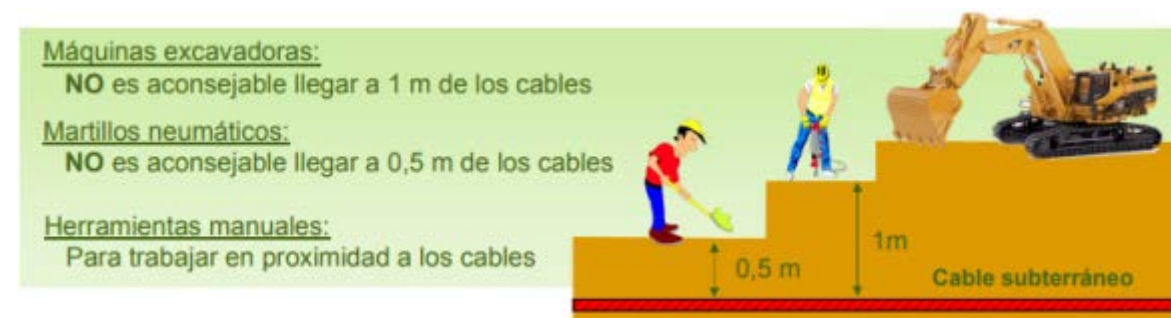 Máquinas excavadoras:
NO es aconsejable llegar a 1 m de los cables
Martillos neumáticos:
NO es aconsejable llegar a 0,5 m de los cables
Herramientas manuales:
Para trabajar en proximidad a los cables
0,5 m
1m
Cable subterráneo